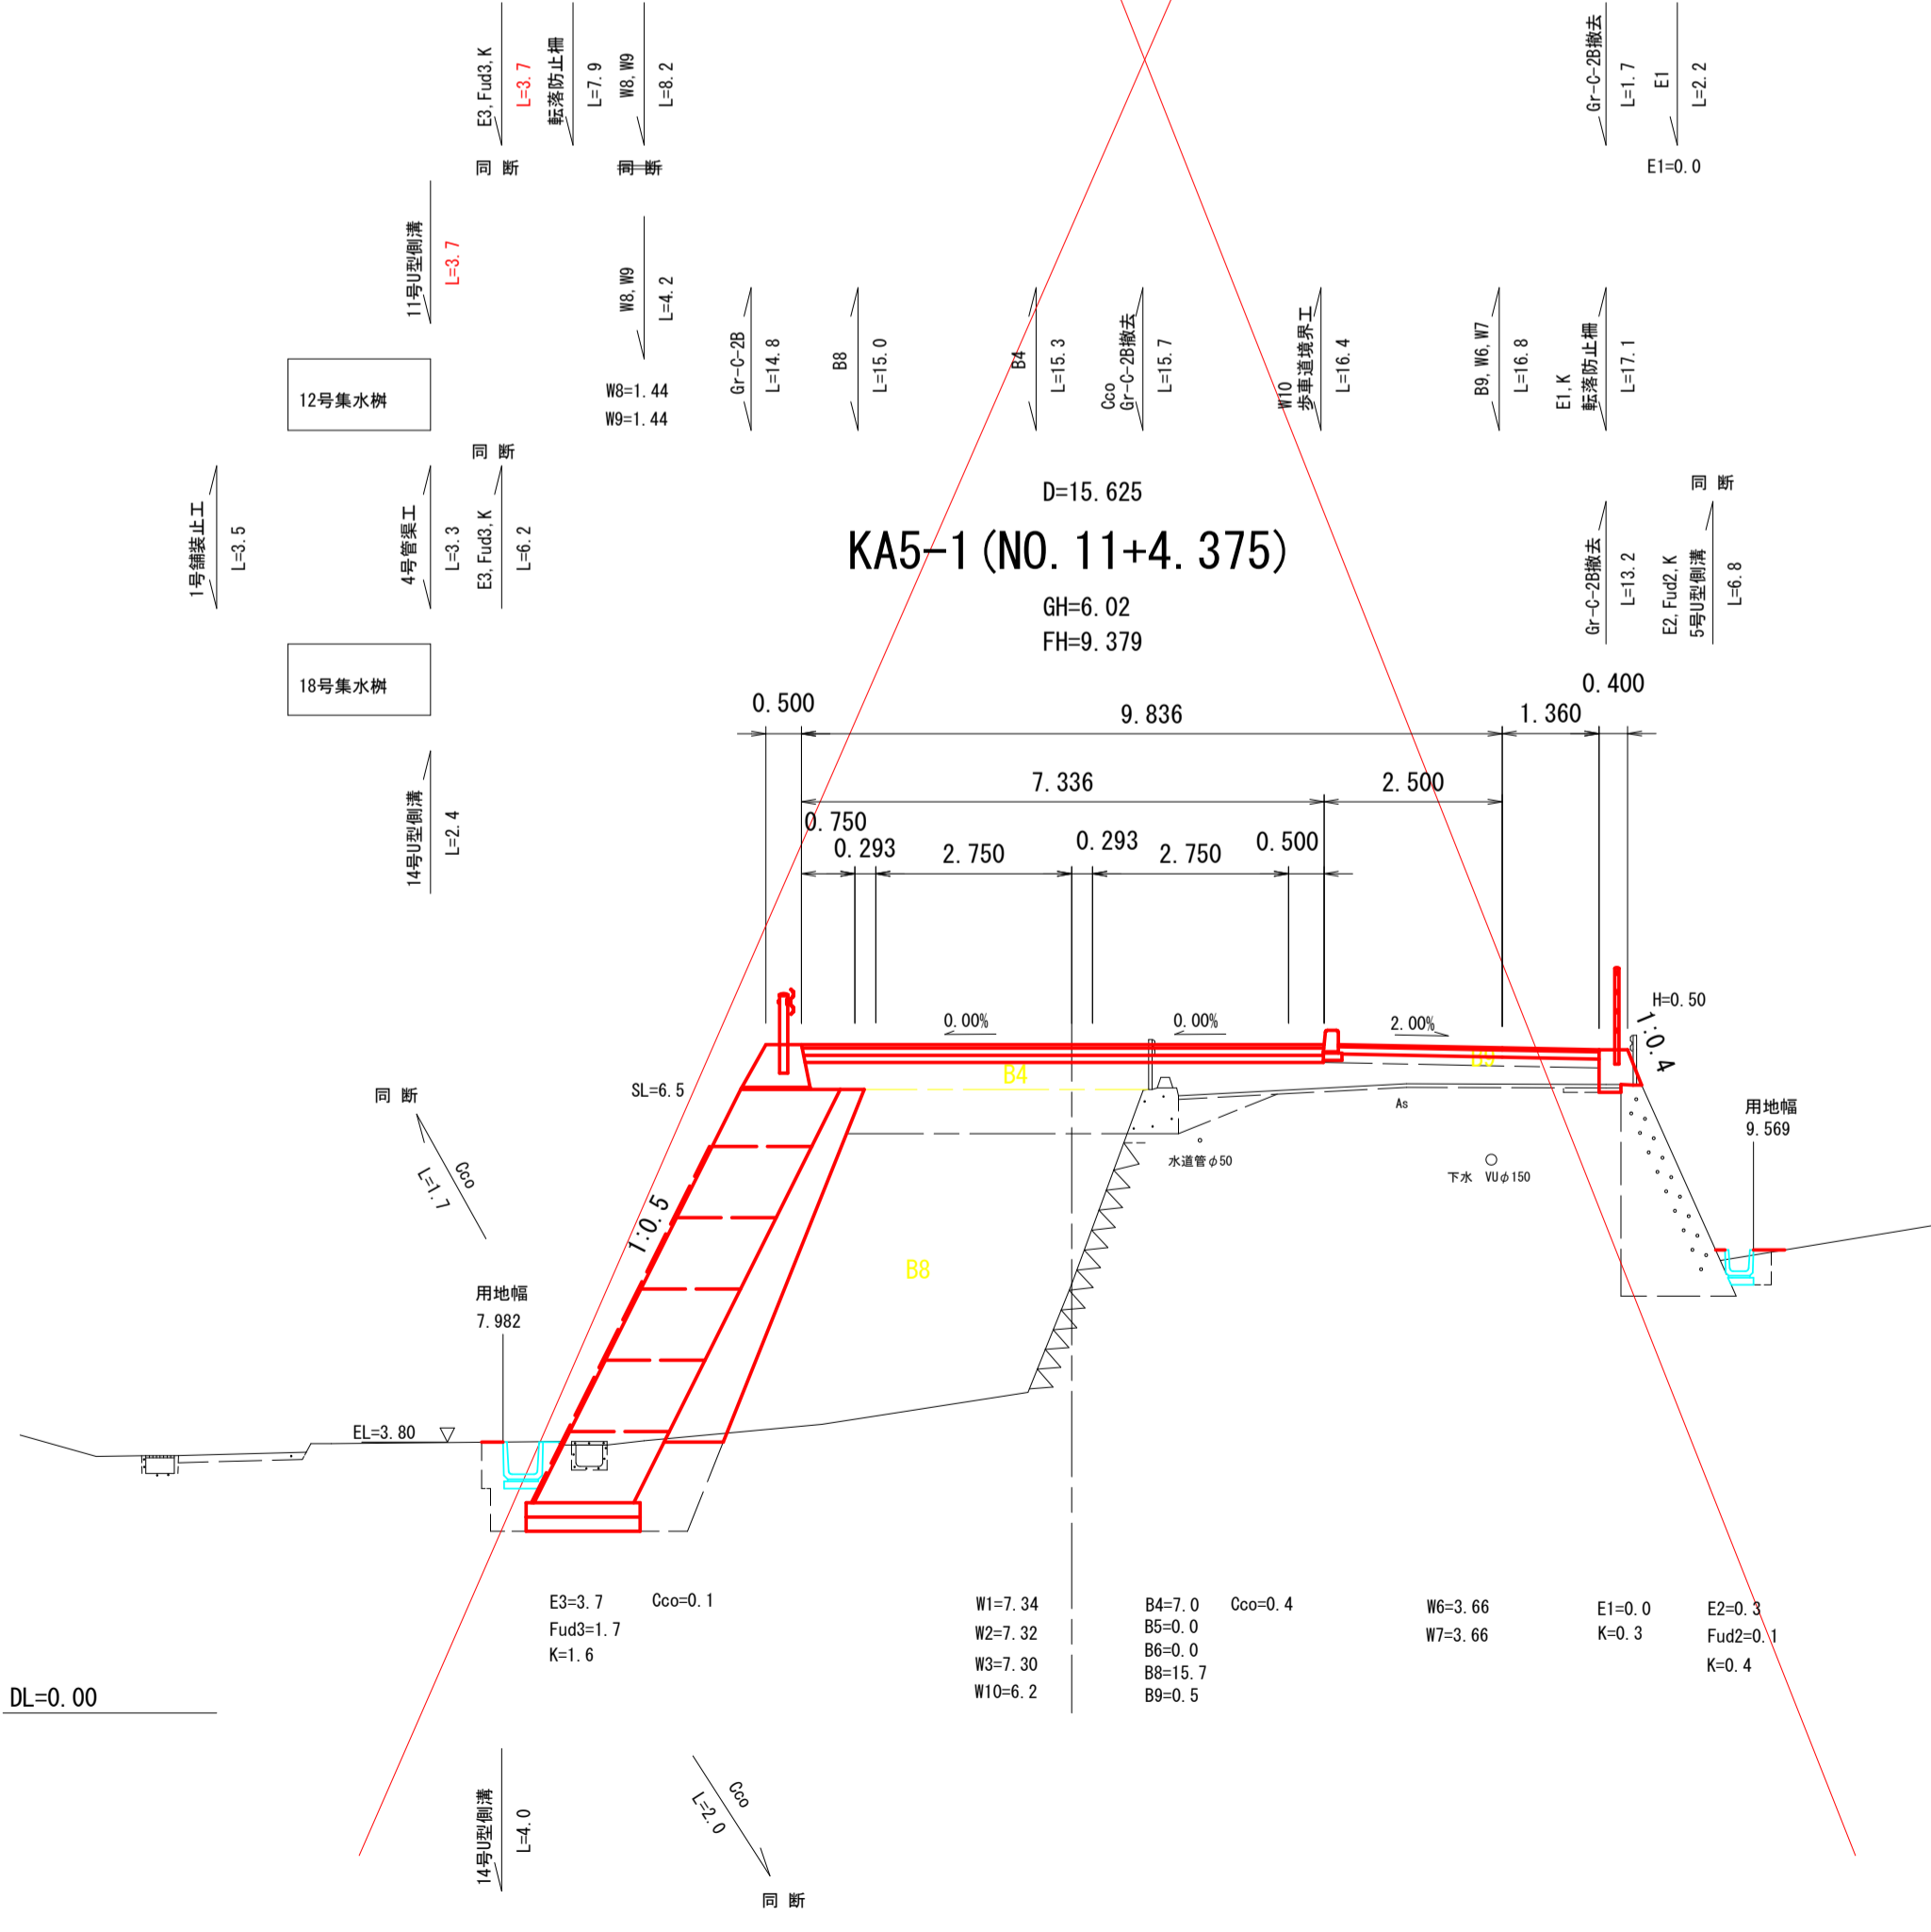 E3,Fud3,K
L=3.7
転落防止柵
L=7.9
W8,W9
L=8.2
Gr-C-2B撤去
L=1.7
E1
L=2.2
同 断
同 断
E1=0.0
11号U型側溝
L=3.7
W8,W9
L=4.2
Gr-C-2B
L=14.8
B8
L=15.0
B4
L=15.3
Cco
Gr-C-2B撤去
L=15.7
W10
歩車道境界工
L=16.4
B9,W6,W7
L=16.8
E1,K
転落防止柵
L=17.1
12号集水桝
W8=1.44
W9=1.44
同 断
1号舗装止工
L=3.5
4号管渠工
L=3.3
E3,Fud3,K
L=6.2
D=15.625
KA5-1(NO.11+4.375)
GH=6.02
FH=9.379
同 断
Gr-C-2B撤去
L=13.2
E2,Fud2,K
5号U型側溝
L=6.8
18号集水桝
0.500
9.836
1.360
0.400
14号U型側溝
L=2.4
7.336
2.500
0.750
0.293
2.750
0.293
2.750
0.500
H=0.50
0.00%
0.00%
2.00%
1:0.4
B4
B9
SL=6.5
同 断
As
用地幅
9.569
Cco
L=1.7
水道管φ50
下水 VUφ150
1:0.5
B8
用地幅
7.982
EL=3.80
E3=3.7
Fud3=1.7
K=1.6
Cco=0.1
W1=7.34
W2=7.32
W3=7.30
W10=6.2
B4=7.0
B5=0.0
B6=0.0
B8=15.7
B9=0.5
Cco=0.4
W6=3.66
W7=3.66
E1=0.0
K=0.3
E2=0.3
Fud2=0.1
K=0.4
DL=0.00
14号U型側溝
L=4.0
Cco
L=2.0
同 断